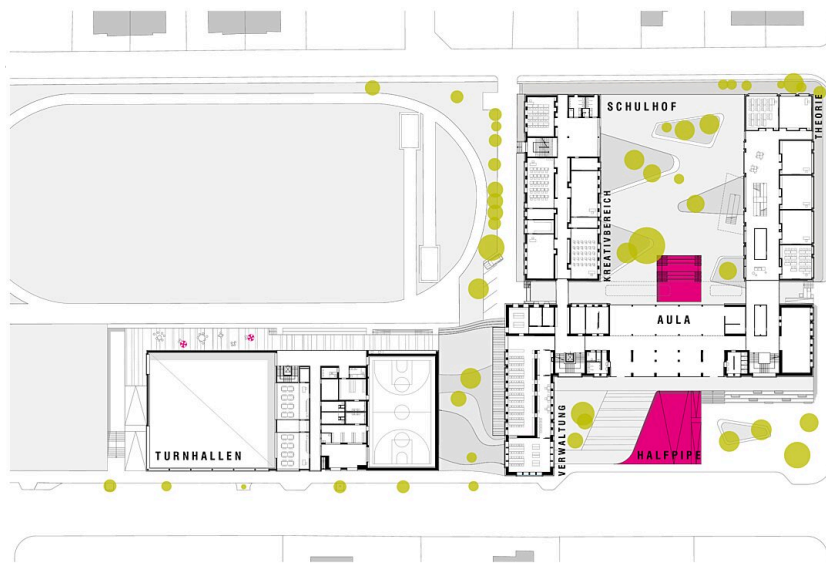 SCHULHOF
THEORIE
KREATIVBEREICH
AULA
VERWALTUNG
TURNHALLEN
HALFPIPE